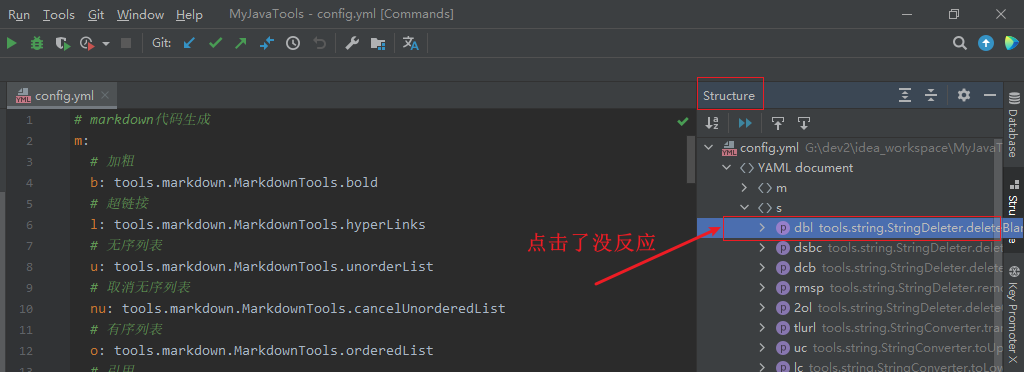 Run Tools Git Window Help MyJavaTools - config.yml [Commands]
Git:
config.yml
1 # markdown代码生成
2 m:
3 # 加粗
4 b: tools.markdown.MarkdownTools.bold
5 # 超链接
6 l: tools.markdown.MarkdownTools.hyperLinks
7 # 无序列表
8 u: tools.markdown.MarkdownTools.unorderList
9 # 取消无序列表
10 nu: tools.markdown.MarkdownTools.cancelUnorderedList
11 # 有序列表
12 o: tools.markdown.MarkdownTools.orderedList
# 引用
点击了没反应
Structure
config.yml G:\dev2\idea_workspace\MyJavaT
YAML document
m
s
dbl tools.string.StringDeleter.deleteBlan
dsbc tools.string.StringDeleter.delete
dcb tools.string.StringDeleter.delete
rmsp tools.string.StringDeleter.remo
2ol tools.string.StringDeleter.delete
tlurl tools.string.StringConverter.tra
uc tools.string.StringConverter.toUp
lc tools.string.StringConverter.toLov
Database
Structure
Key Promoter X